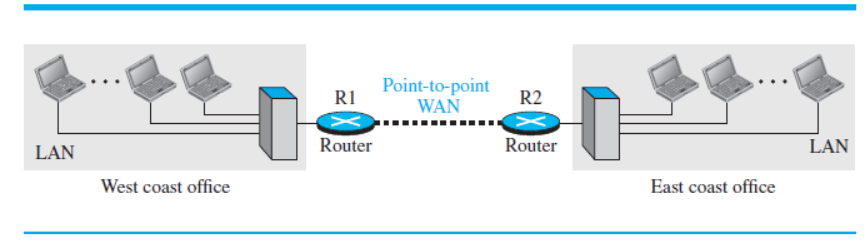 Point-to-point
WAN
R1
R2
Router
Router
LAN
LAN
West coast office
East coast office